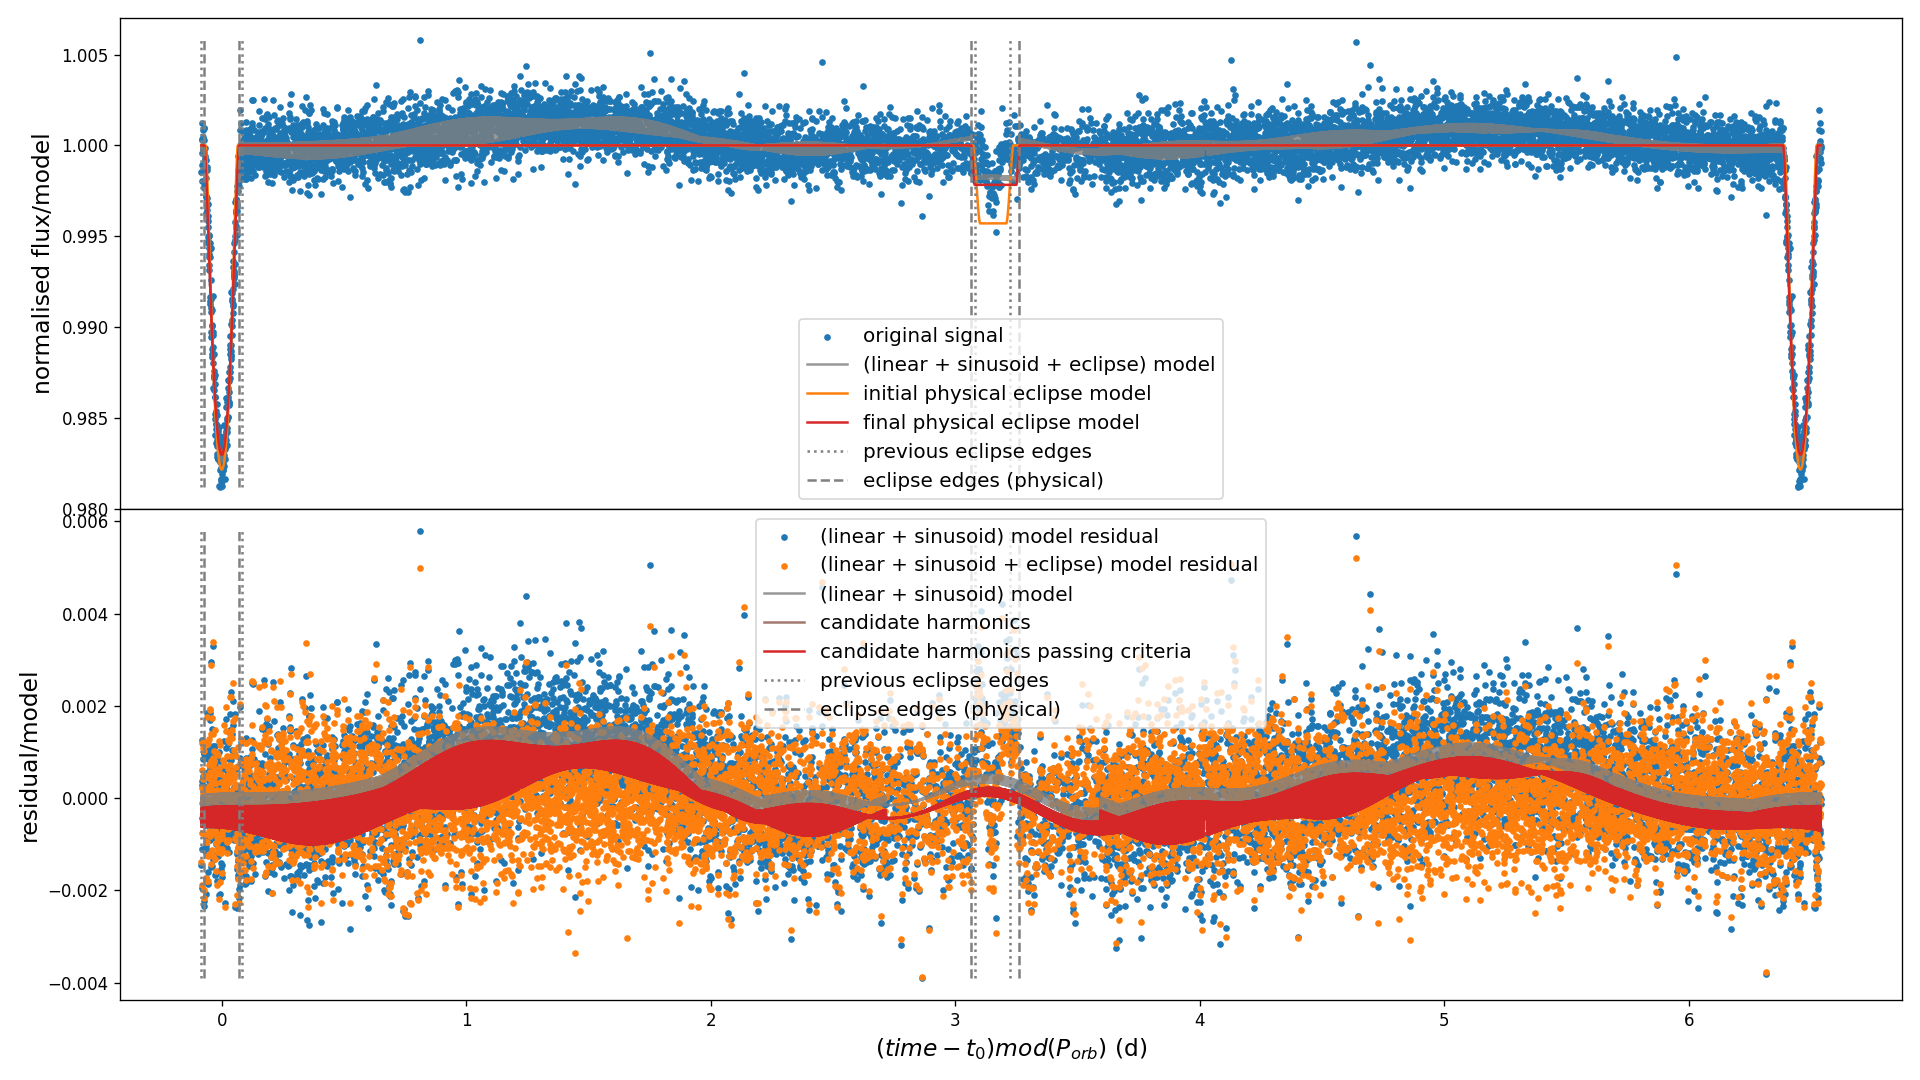 1.005
1.000
0.995
0.990
0.985
0.980
normalised flux/model
original signal
(linear + sinusoid + eclipse) model
initial physical eclipse model
final physical eclipse model
previous eclipse edges
eclipse edges (physical)
0.006
0.004
0.002
0.000
−0.002
−0.004
residual/model
(linear + sinusoid) model residual
(linear + sinusoid + eclipse) model residual
(linear + sinusoid) model
candidate harmonics
candidate harmonics passing criteria
previous eclipse edges
eclipse edges (physical)
0 1 2 3 4 5 6
(time − t₀)mod(Pₒᵣb) (d)